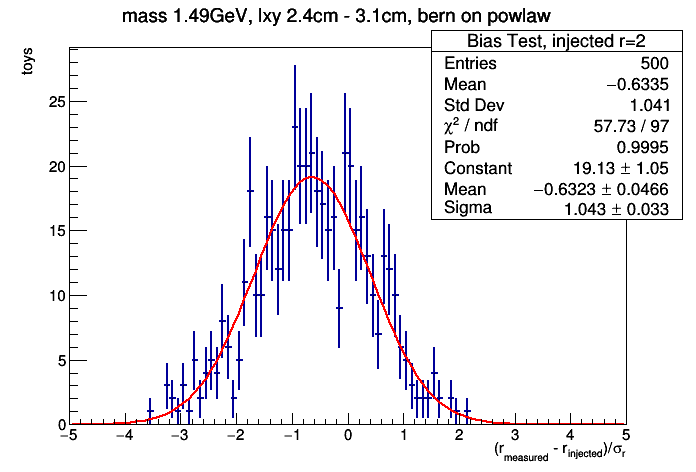 mass 1.49GeV, lxy 2.4cm - 3.1cm, bern on powlaw
Bias Test, injected r=2
Entries 500
Mean −0.6335
Std Dev 1.041
χ² / ndf 57.73 / 97
Prob 0.9995
Constant 19.13 ± 1.05
Mean −0.6323 ± 0.0466
Sigma 1.043 ± 0.033
toys
25
20
15
10
5
0
−5 −4 −3 −2 −1 0 1 2 3 4 5
(r_measured - r_injected)/σ_r